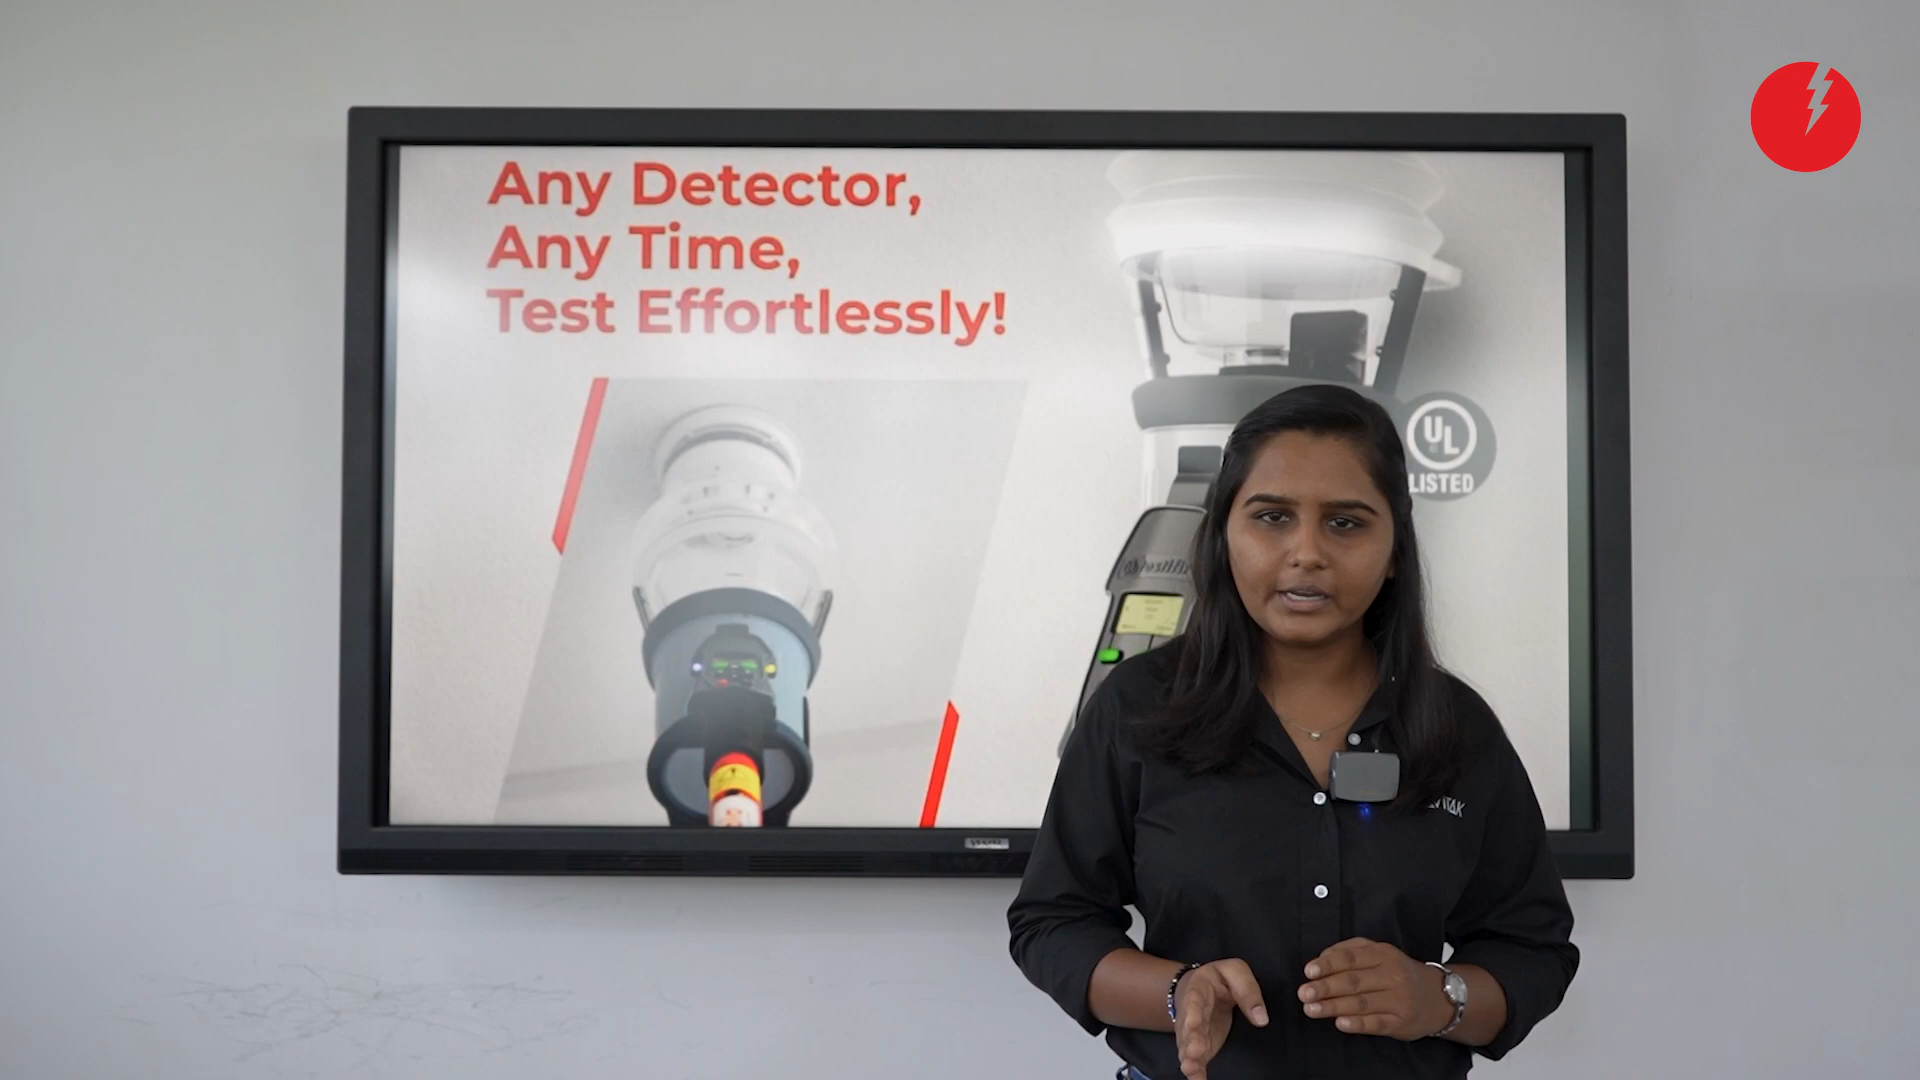 Any Detector,
Any Time,
Test Effortlessly!
UL
LISTED